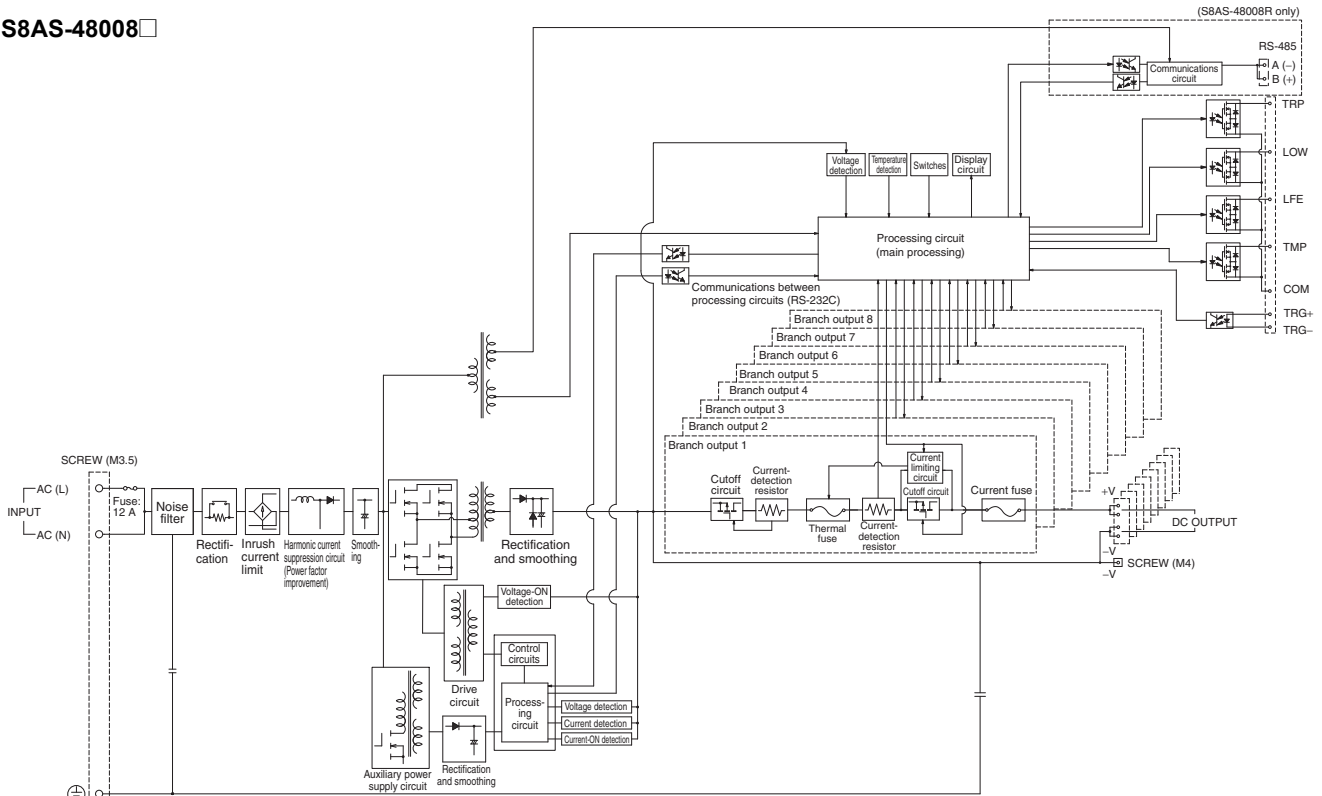 S8AS-48008□
(S8AS-48008R only)
RS-485
A (−)
B (+)
Communications
circuit
TRP
LOW
LFE
TMP
COM
TRG+
TRG−
Voltage
detection
Temperature
detection
Switches
Display
circuit
Processing circuit
(main processing)
Communications between
processing circuits (RS-232C)
Branch output 8
Branch output 7
Branch output 6
Branch output 5
Branch output 4
Branch output 3
Branch output 2
Branch output 1
Cutoff
circuit
Current-
detection
resistor
Thermal
fuse
Current-
detection
resistor
Current
limiting
circuit
Cutoff circuit
Current fuse
+V
DC OUTPUT
−V
SCREW (M4)
−V
SCREW (M3.5)
INPUT
AC (L)
AC (N)
Fuse:
12 A
Noise
filter
Rectifi-
cation
Inrush
current
limit
Harmonic current
suppression circuit
(Power factor
improvement)
Smooth-
ing
Rectification
and smoothing
Voltage-ON
detection
Drive
circuit
Control
circuits
Process-
ing
circuit
Voltage detection
Current detection
Current-ON detection
Auxiliary power
supply circuit
Rectification
and smoothing